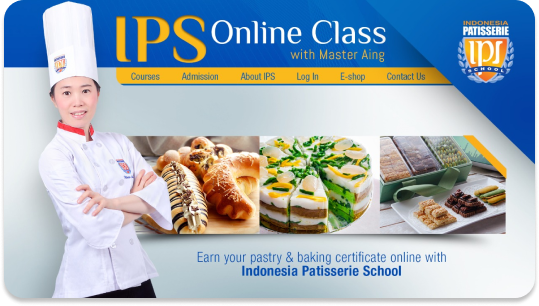 IPS Online Class
with Master Aing
INDONESIA
PATISSERIE
IPS
SCHOOL
Courses Admission About IPS Log In E-shop Contact Us
Earn your pastry & baking certificate online with
Indonesia Patisserie School